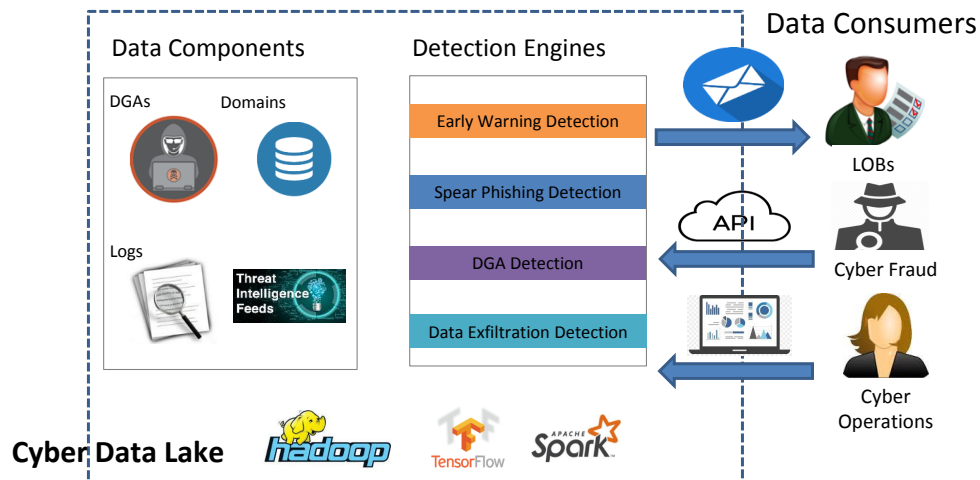 Data Components
Detection Engines
Data Consumers
DGAs
Domains
Logs
Threat
Intelligence
Feeds
Early Warning Detection
Spear Phishing Detection
DGA Detection
Data Exfiltration Detection
API
LOBs
Cyber Fraud
Cyber
Operations
Cyber Data Lake
hadoop
TensorFlow
APACHE
Spark™